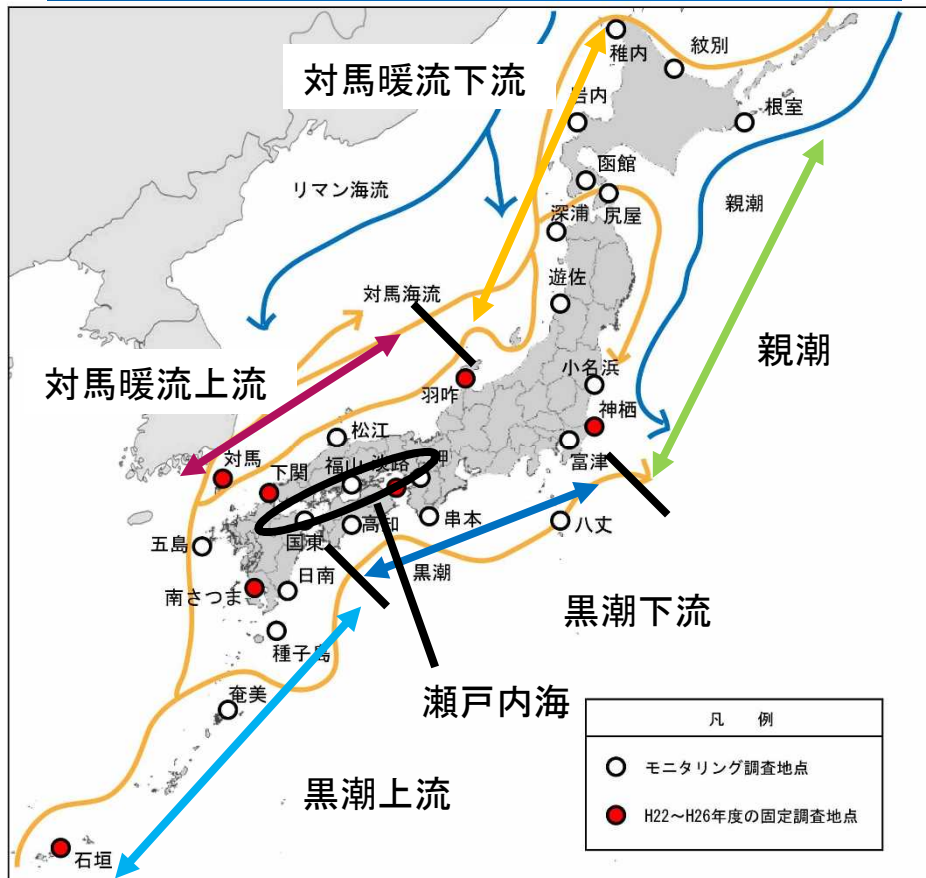 稚内
紋別
対馬暖流下流
岩内
根室
函館
リマン海流
親潮
深浦
尻屋
遊佐
対馬海流
親潮
小名浜
対馬暖流上流
羽咋
神栖
松江
富津
対馬
下関
福山
淡路
岬
串本
八丈
国東
高知
五島
日南
黒潮
南さつま
黒潮下流
種子島
瀬戸内海
奄美
凡 例
モニタリング調査地点
黒潮上流
H22~H26年度の固定調査地点
石垣